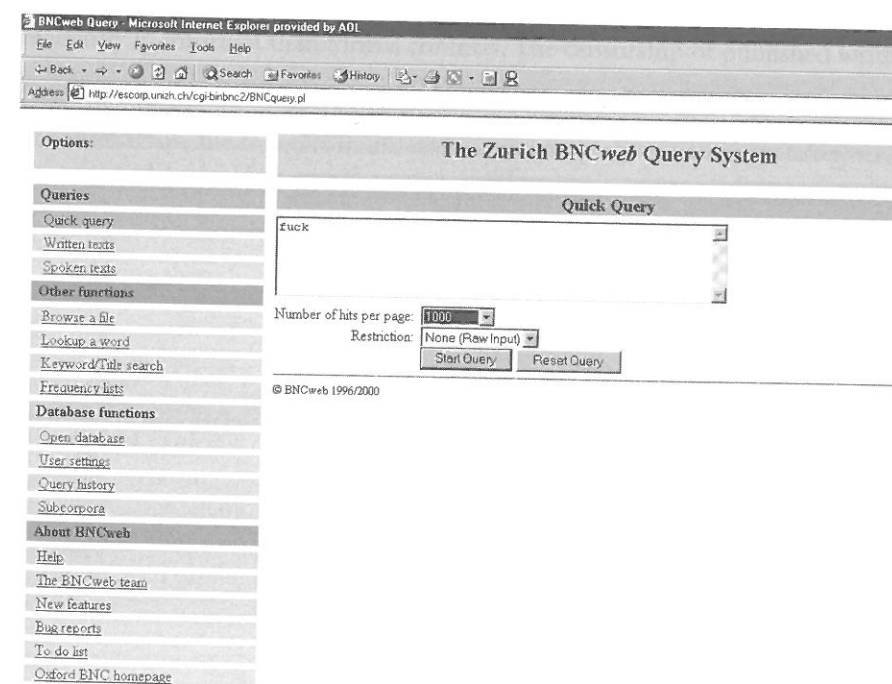 BNCweb Query - Microsoft Internet Explorer provided by AOL
File Edit View Favorites Tools Help
Back Search Favorites History
Address http://escorp.unizh.ch/cgi-binbnc2/BNCquery.pl
Options:
The Zurich BNCweb Query System
Queries
Quick query
Written texts
Spoken texts
Other functions
Browse a file
Lookup a word
Keyword/Title search
Frequency lists
Database functions
Open database
User settings
Query history
Subcorpora
About BNCweb
Help
The BNCweb team
New features
Bug reports
To do list
Oxford BNC homepage
Quick Query
fuck
Number of hits per page: 1000
Restriction: None (Raw Input)
Start Query Reset Query
© BNCweb 1996/2000